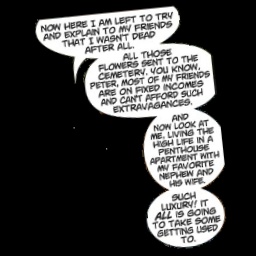 NOW HERE I AM LEFT TO TRY
AND EXPLAIN TO MY FRIENDS
THAT I WASN'T DEAD
AFTER ALL.
ALL THOSE
FLOWERS SENT TO THE
CEMETERY. YOU KNOW,
PETER, MOST OF MY FRIENDS
ARE ON FIXED INCOMES
AND CAN'T AFFORD SUCH
EXTRAVAGANCES.
AND
NOW LOOK AT
ME, LIVING THE
HIGH LIFE IN A
PENTHOUSE
APARTMENT WITH
MY FAVORITE
NEPHEW AND
HIS WIFE.
SUCH
LUXURY! IT
ALL IS GOING
TO TAKE SOME
GETTING USED
TO.